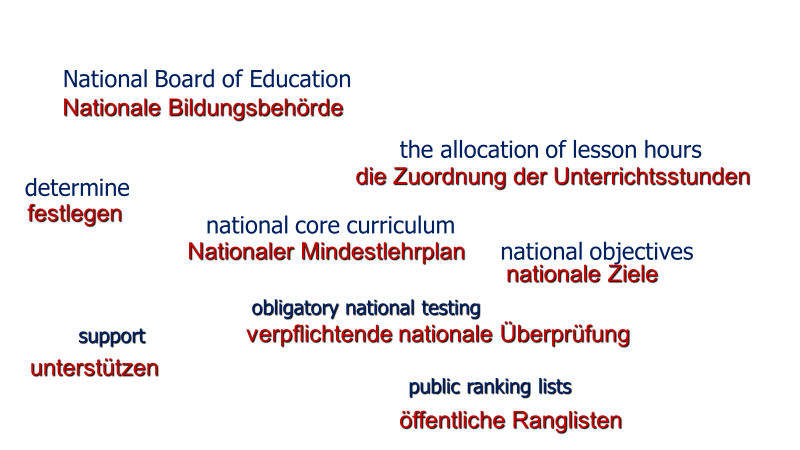 National Board of Education
Nationale Bildungsbehörde
the allocation of lesson hours
die Zuordnung der Unterrichtsstunden
determine
festlegen
national core curriculum
Nationaler Mindestlehrplan
national objectives
nationale Ziele
obligatory national testing
verpflichtende nationale Überprüfung
support
unterstützen
public ranking lists
öffentliche Ranglisten